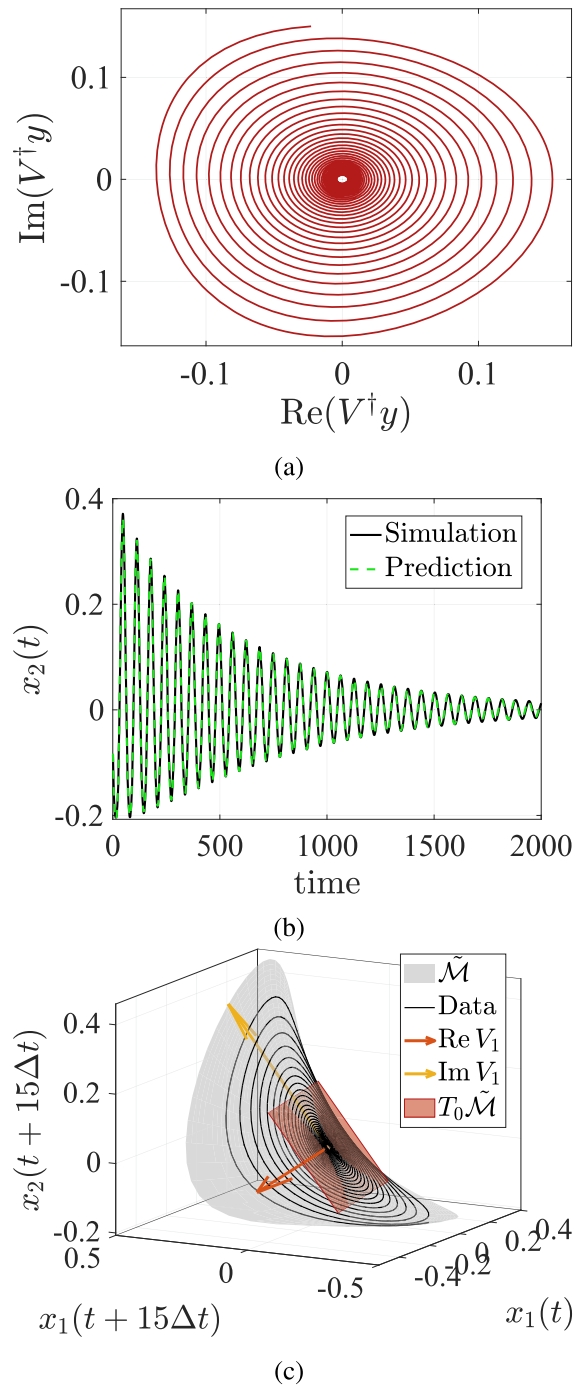 0.1
0
-0.1
Im(V†y)
-0.1 0 0.1
Re(V†y)
(a)
0.4
0.2
0
-0.2
x₂(t)
Simulation
Prediction
0 500 1000 1500 2000
time
(b)
M̃
Data
Re V₁
Im V₁
T₀M̃
0.4
0.2
0
-0.2
x₂(t + 15Δt)
0.5 0 -0.5
x₁(t + 15Δt)
-0.4 -0.2 0 0.2 0.4
x₁(t)
(c)